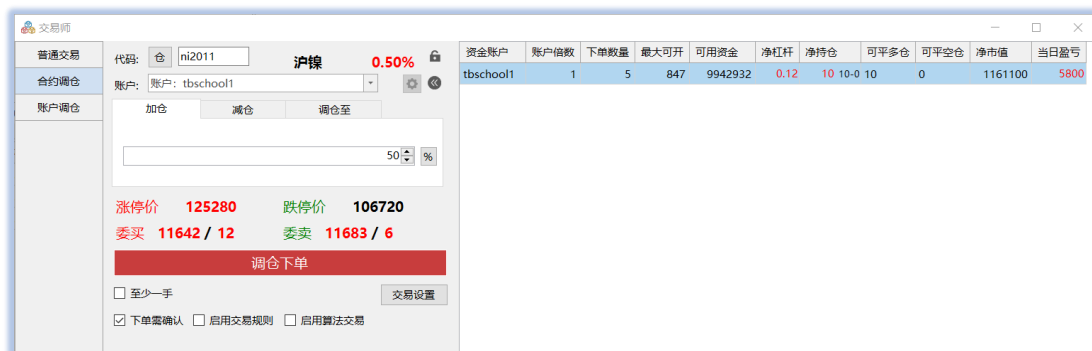 交易师
普通交易
合约调仓
账户调仓
代码: 仓 ni2011 沪镍 0.50%
账户: 账户: tbschool1
加仓 减仓 调仓至
50 %
涨停价 125280 跌停价 106720
委买 11642 / 12 委卖 11683 / 6
调仓下单
至少一手 交易设置
下单需确认 启用交易规则 启用算法交易
资金账户 账户倍数 下单数量 最大可开 可用资金 净杠杆 净持仓 可平多仓 可平空仓 净市值 当日盈亏
tbschool1 1 5 847 9942932 0.12 10 10-0 10 0 1161100 5800